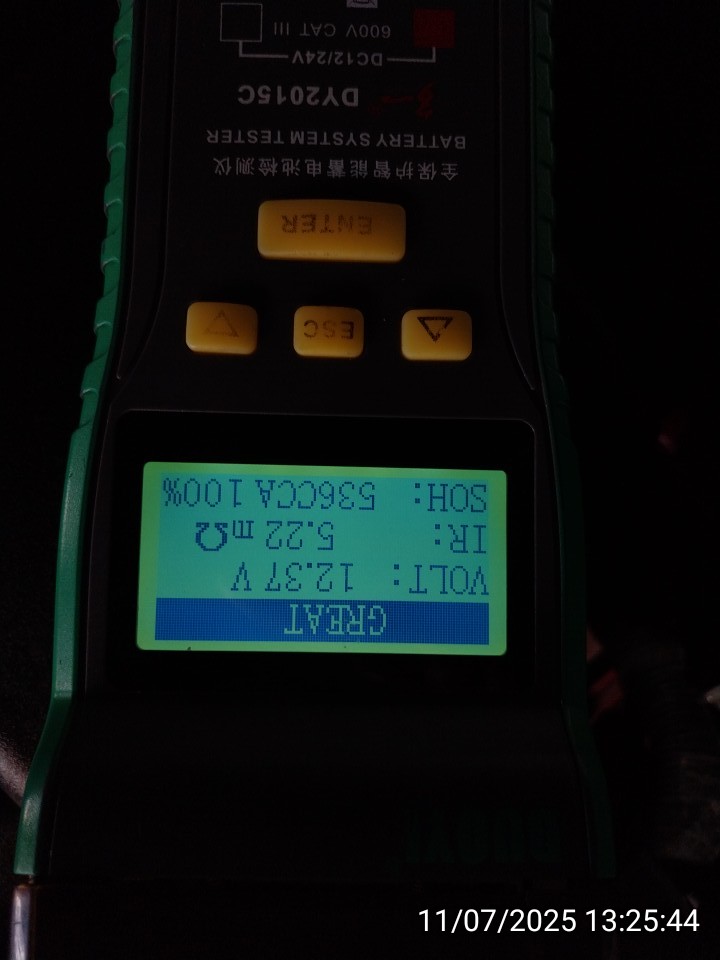 GREAT
VOLT: 12.37 V
IR: 5.22 mΩ
SOH: 536CCA 100%
ESC
ENTER
全保护智能蓄电池检测仪
BATTERY SYSTEM TESTER
DY2015C
DC12/24V
600V CAT III
11/07/2025 13:25:44